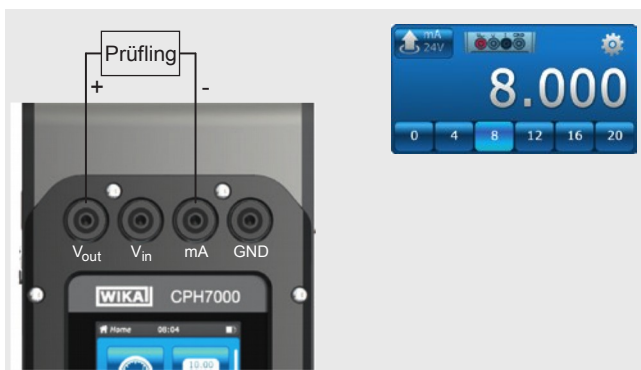 Prüfling
+ -
Vout Vin mA GND
WIKA CPH7000
Home 08:04
10.00
mA
24V
8.000
0 4 8 12 16 20